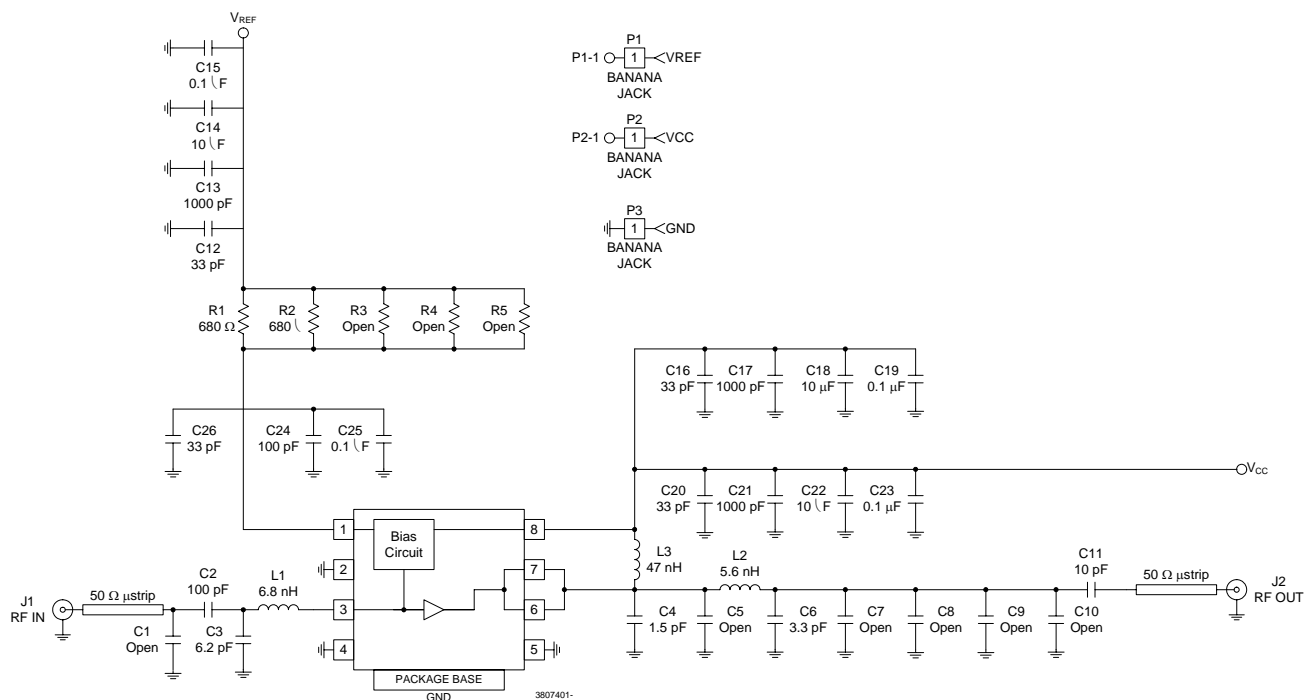 V_REF
C15
0.1 ⎝F
C14
10 ⎝F
C13
1000 pF
C12
33 pF
P1
P1-1 1 VREF
BANANA
JACK
P2
P2-1 1 VCC
BANANA
JACK
P3
1 GND
BANANA
JACK
R1
680 Ω
R2
680 ⎝
R3
Open
R4
Open
R5
Open
C16
33 pF
C17
1000 pF
C18
10 µF
C19
0.1 µF
C26
33 pF
C24
100 pF
C25
0.1 ⎝F
V_CC
C20
33 pF
C21
1000 pF
C22
10 ⎝F
C23
0.1 µF
1
2
3
4
Bias
Circuit
8
7
6
5
PACKAGE BASE
GND
3807401-
J1
RF IN
50 Ω µstrip
C1
Open
C2
100 pF
C3
6.2 pF
L1
6.8 nH
L3
47 nH
L2
5.6 nH
C4
1.5 pF
C5
Open
C6
3.3 pF
C7
Open
C8
Open
C9
Open
C10
Open
C11
10 pF
50 Ω µstrip
J2
RF OUT